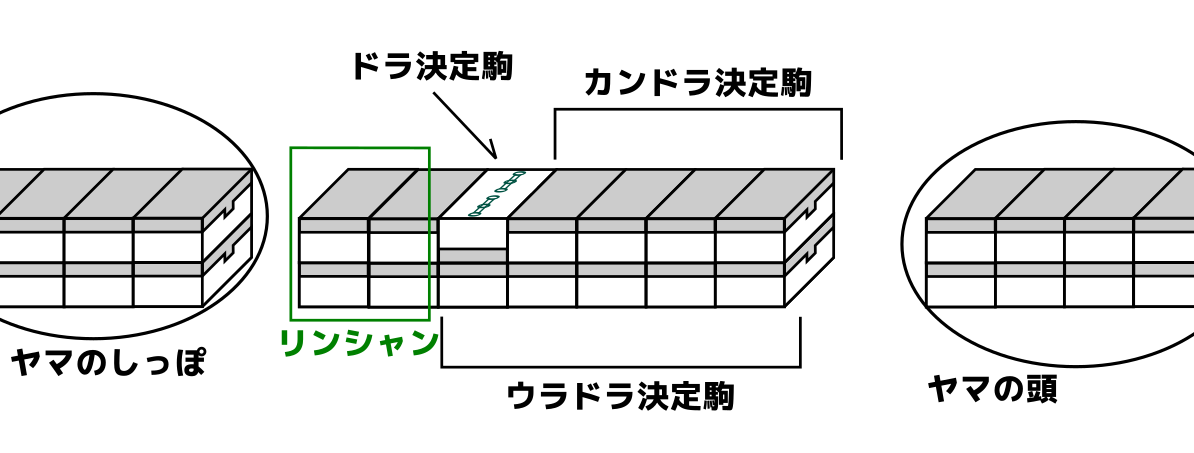 ドラ決定駒
カンドラ決定駒
リンシャン
ヤマのしっぽ
ウラドラ決定駒
ヤマの頭